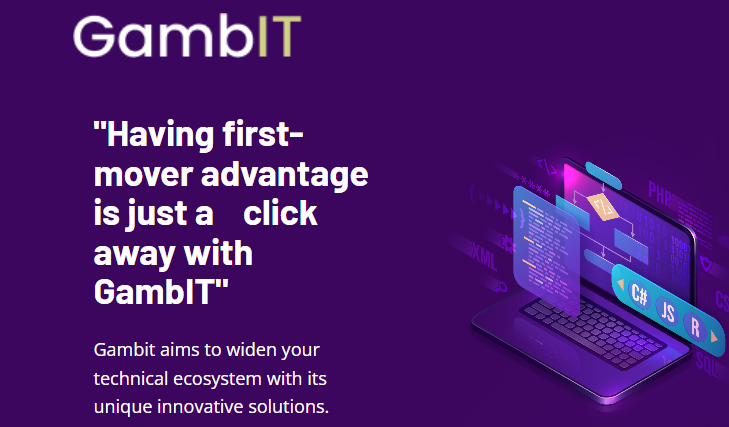 GambIT
"Having first-
mover advantage
is just a    click
away with
GambIT"
Gambit aims to widen your
technical ecosystem with its
unique innovative solutions.
</>
PHP
XML
C#
JS
R
CS
SQL